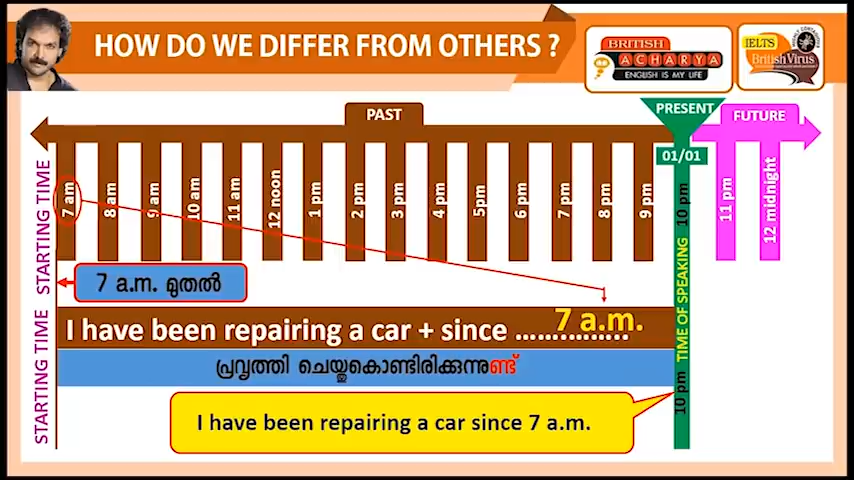 HOW DO WE DIFFER FROM OTHERS ?
BRITISH
ACHARYA
ENGLISH IS MY LIFE
IELTS
British Virus
PAST
PRESENT
FUTURE
01/01
STARTING TIME
7 am
8 am
9 am
10 am
11 am
12 noon
1 pm
2 pm
3 pm
4 pm
5pm
6 pm
7 pm
8 pm
9 pm
10 pm
11 pm
12 midnight
7 a.m. മുതൽ
TIME OF SPEAKING
STARTING TIME
I have been repairing a car + since ............... 7 a.m.
പ്രവൃത്തി ചെയ്തുകൊണ്ടിരിക്കുന്നുണ്ട്
10 pm
I have been repairing a car since 7 a.m.